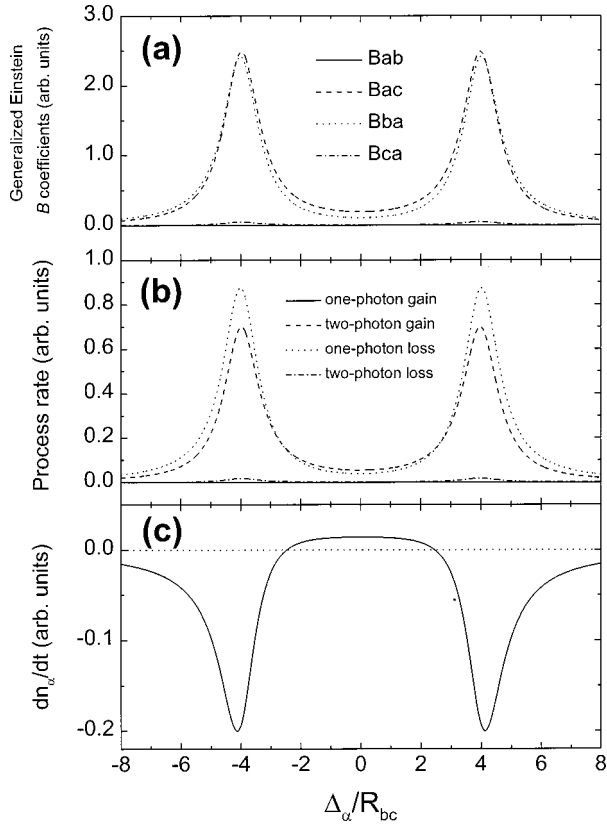 (a)
Generalized Einstein
B coefficients (arb. units)
3.0
2.0
1.0
0.0
Bab
Bac
Bba
Bca
(b)
Process rate (arb. units)
1.0
0.8
0.6
0.4
0.2
0.0
one-photon gain
two-photon gain
one-photon loss
two-photon loss
(c)
dnα/dt (arb. units)
0.0
-0.1
-0.2
-8 -6 -4 -2 0 2 4 6 8
Δα/Rbc